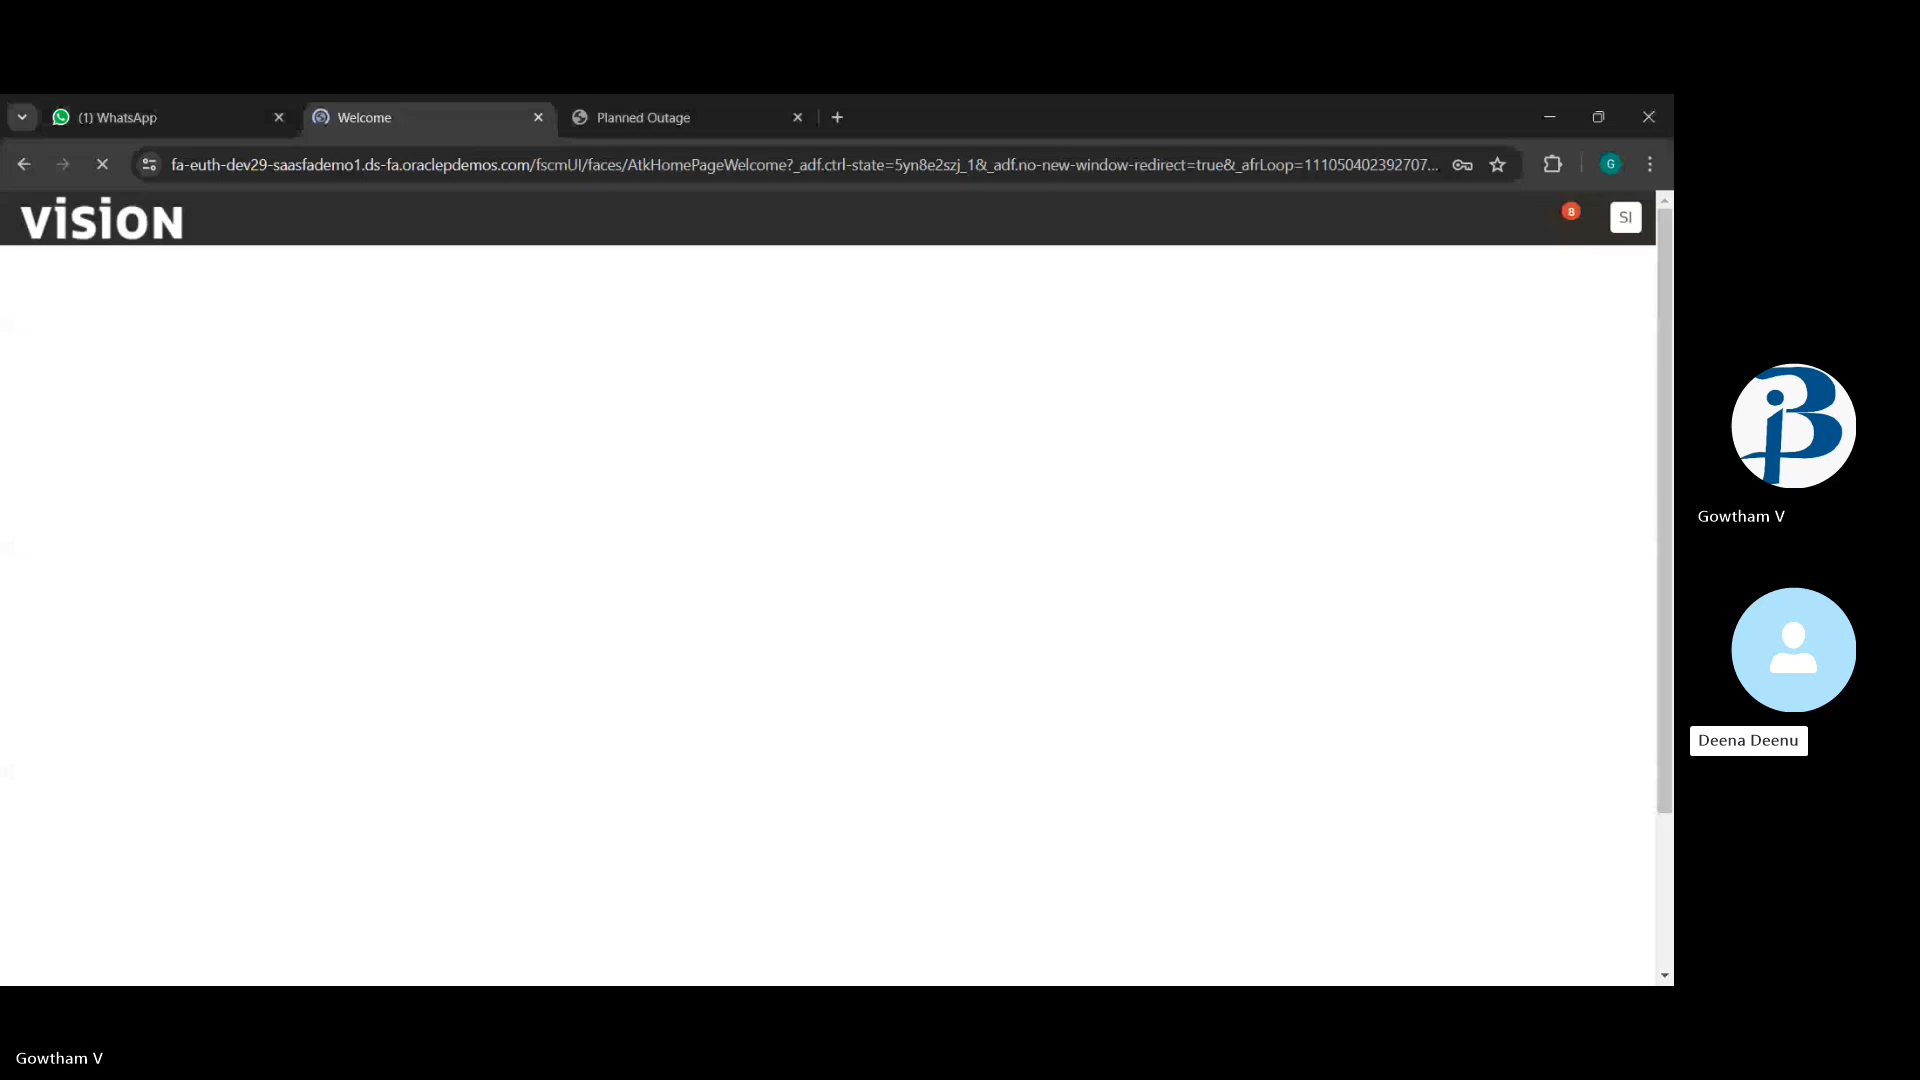 (1) WhatsApp
Welcome
Planned Outage
fa-euth-dev29-saasfademo1.ds-fa.oraclepdemos.com/fscmUI/faces/AtkHomePageWelcome?_adf.ctrl-state=5yn8e2szj_1&_adf.no-new-window-redirect=true&_afrLoop=111050402392707...
G
vision
8
SI
Gowtham V
Deena Deenu
Gowtham V